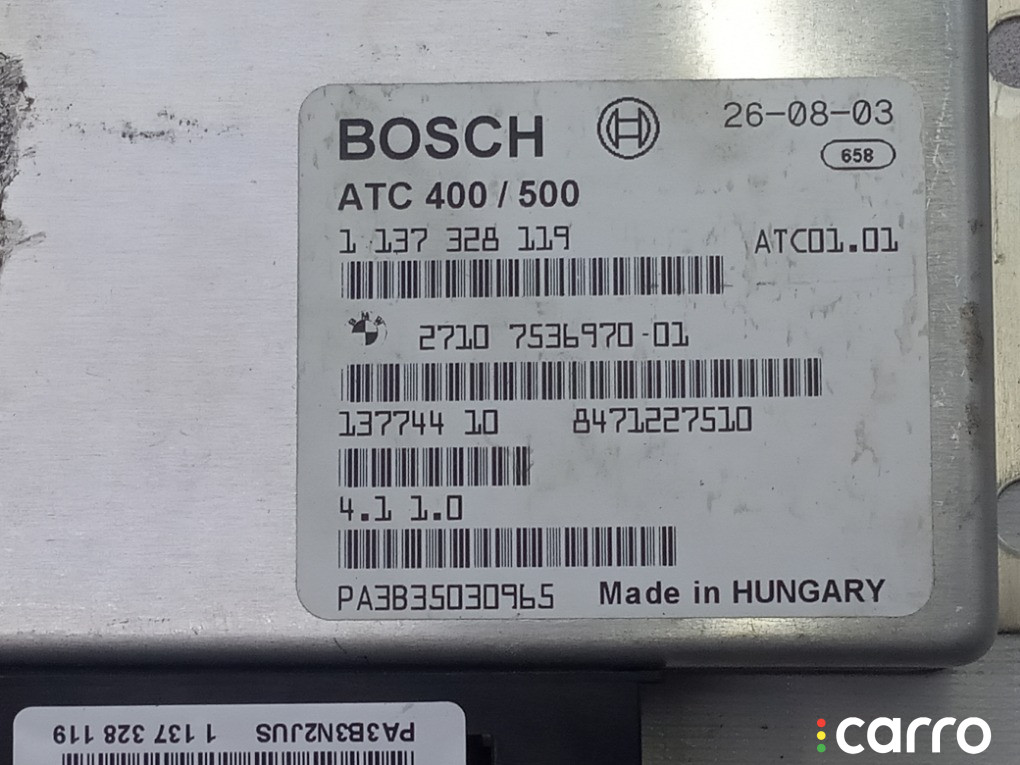 BOSCH
26-08-03
658
ATC 400 / 500
1 137 328 119 ATC01.01
BMW
2710 7536970-01
137744 10 8471227510
4.1 1.0
PA3B35030965 Made in HUNGARY
PA3B3N2JUS 1 137 328 119
carro